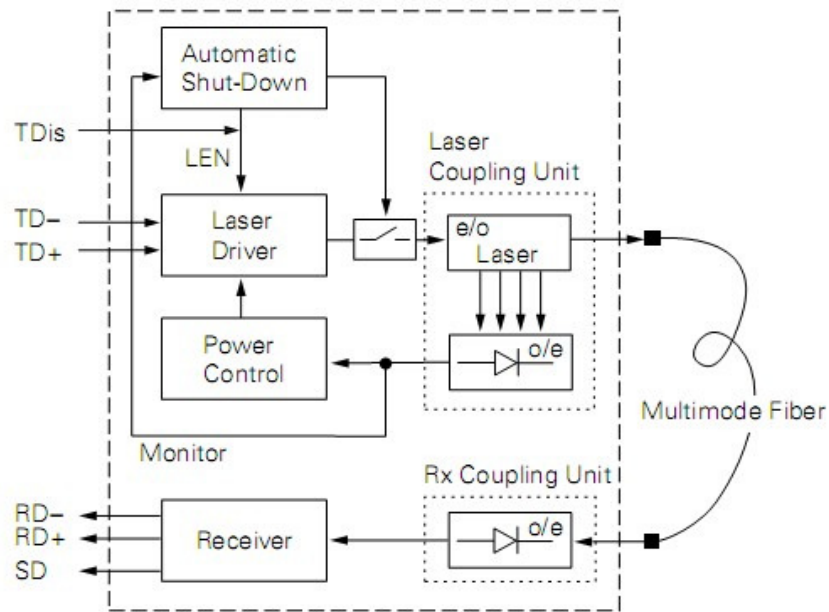 Automatic
Shut-Down
TDis
LEN
Laser
Coupling Unit
TD−
TD+
Laser
Driver
e/o
Laser
Power
Control
o/e
Multimode Fiber
Monitor
Rx Coupling Unit
RD−
RD+
SD
Receiver
o/e